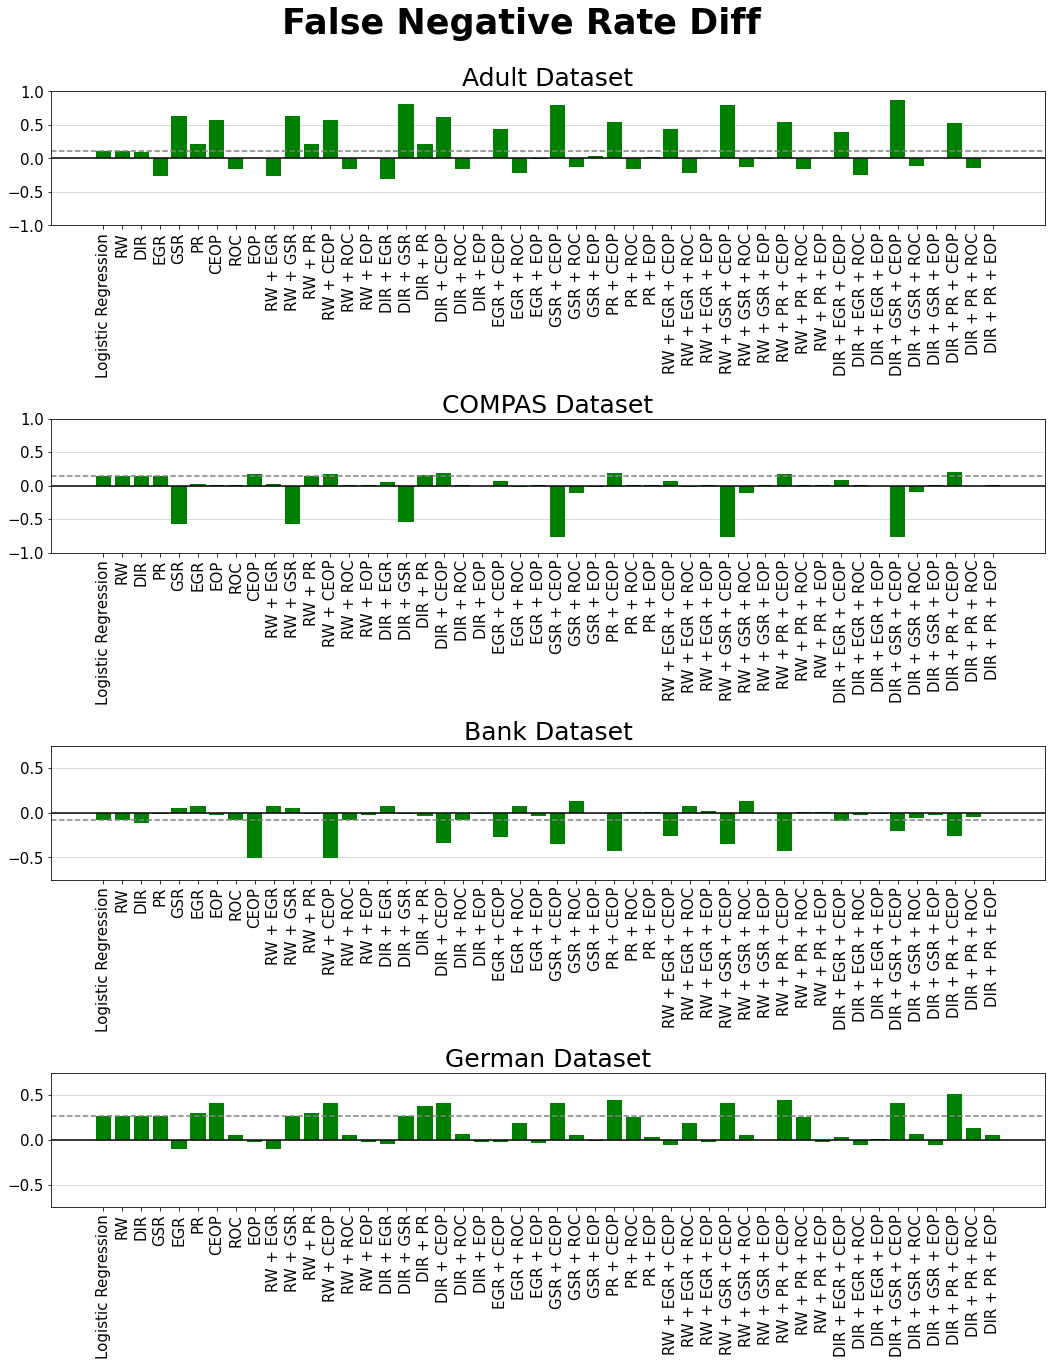 False Negative Rate Diff
Adult Dataset
1.0
0.5
0.0
−0.5
−1.0
Logistic Regression
RW
DIR
EGR
GSR
PR
CEOP
ROC
EOP
RW + EGR
RW + GSR
RW + PR
RW + CEOP
RW + ROC
RW + EOP
DIR + EGR
DIR + GSR
DIR + PR
DIR + CEOP
DIR + ROC
DIR + EOP
EGR + CEOP
EGR + ROC
EGR + EOP
GSR + CEOP
GSR + ROC
GSR + EOP
PR + CEOP
PR + ROC
PR + EOP
RW + EGR + CEOP
RW + EGR + ROC
RW + EGR + EOP
RW + GSR + CEOP
RW + GSR + ROC
RW + GSR + EOP
RW + PR + CEOP
RW + PR + ROC
RW + PR + EOP
DIR + EGR + CEOP
DIR + EGR + ROC
DIR + EGR + EOP
DIR + GSR + CEOP
DIR + GSR + ROC
DIR + GSR + EOP
DIR + PR + CEOP
DIR + PR + ROC
DIR + PR + EOP
COMPAS Dataset
1.0
0.5
0.0
−0.5
−1.0
Logistic Regression
RW
DIR
PR
GSR
EGR
EOP
ROC
CEOP
RW + EGR
RW + GSR
RW + PR
RW + CEOP
RW + ROC
RW + EOP
DIR + EGR
DIR + GSR
DIR + PR
DIR + CEOP
DIR + ROC
DIR + EOP
EGR + CEOP
EGR + ROC
EGR + EOP
GSR + CEOP
GSR + ROC
GSR + EOP
PR + CEOP
PR + ROC
PR + EOP
RW + EGR + CEOP
RW + EGR + ROC
RW + EGR + EOP
RW + GSR + CEOP
RW + GSR + ROC
RW + GSR + EOP
RW + PR + CEOP
RW + PR + ROC
RW + PR + EOP
DIR + EGR + CEOP
DIR + EGR + ROC
DIR + EGR + EOP
DIR + GSR + CEOP
DIR + GSR + ROC
DIR + GSR + EOP
DIR + PR + CEOP
DIR + PR + ROC
DIR + PR + EOP
Bank Dataset
0.5
0.0
−0.5
Logistic Regression
RW
DIR
PR
GSR
EGR
EOP
ROC
CEOP
RW + EGR
RW + GSR
RW + PR
RW + CEOP
RW + ROC
RW + EOP
DIR + EGR
DIR + GSR
DIR + PR
DIR + CEOP
DIR + ROC
DIR + EOP
EGR + CEOP
EGR + ROC
EGR + EOP
GSR + CEOP
GSR + ROC
GSR + EOP
PR + CEOP
PR + ROC
PR + EOP
RW + EGR + CEOP
RW + EGR + ROC
RW + EGR + EOP
RW + GSR + CEOP
RW + GSR + ROC
RW + GSR + EOP
RW + PR + CEOP
RW + PR + ROC
RW + PR + EOP
DIR + EGR + CEOP
DIR + EGR + ROC
DIR + EGR + EOP
DIR + GSR + CEOP
DIR + GSR + ROC
DIR + GSR + EOP
DIR + PR + CEOP
DIR + PR + ROC
DIR + PR + EOP
German Dataset
0.5
0.0
−0.5
Logistic Regression
RW
DIR
GSR
EGR
PR
CEOP
ROC
EOP
RW + EGR
RW + GSR
RW + PR
RW + CEOP
RW + ROC
RW + EOP
DIR + EGR
DIR + GSR
DIR + PR
DIR + CEOP
DIR + ROC
DIR + EOP
EGR + CEOP
EGR + ROC
EGR + EOP
GSR + CEOP
GSR + ROC
GSR + EOP
PR + CEOP
PR + ROC
PR + EOP
RW + EGR + CEOP
RW + EGR + ROC
RW + EGR + EOP
RW + GSR + CEOP
RW + GSR + ROC
RW + GSR + EOP
RW + PR + CEOP
RW + PR + ROC
RW + PR + EOP
DIR + EGR + CEOP
DIR + EGR + ROC
DIR + EGR + EOP
DIR + GSR + CEOP
DIR + GSR + ROC
DIR + GSR + EOP
DIR + PR + CEOP
DIR + PR + ROC
DIR + PR + EOP